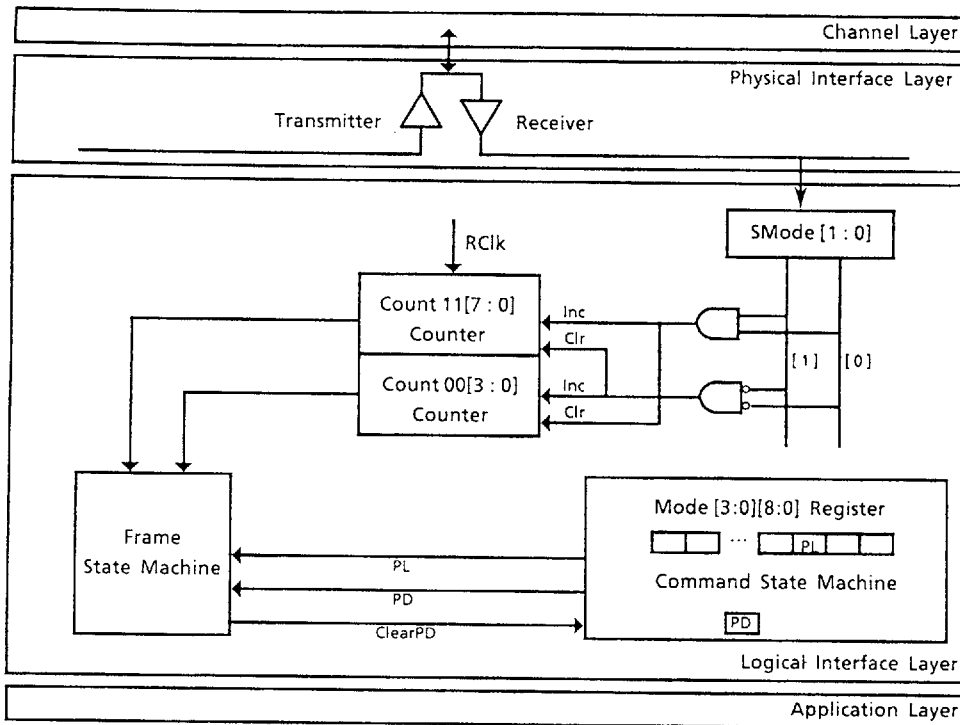 Channel Layer
Physical Interface Layer
Transmitter
Receiver
SMode [1 : 0]
RClk
Count 11[7 : 0]
Counter
Inc
Clr
[1]
[0]
Count 00[3 : 0]
Counter
Inc
Clr
Frame
State Machine
Mode [3:0][8:0] Register
...
PL
Command State Machine
PD
PL
PD
ClearPD
Logical Interface Layer
Application Layer